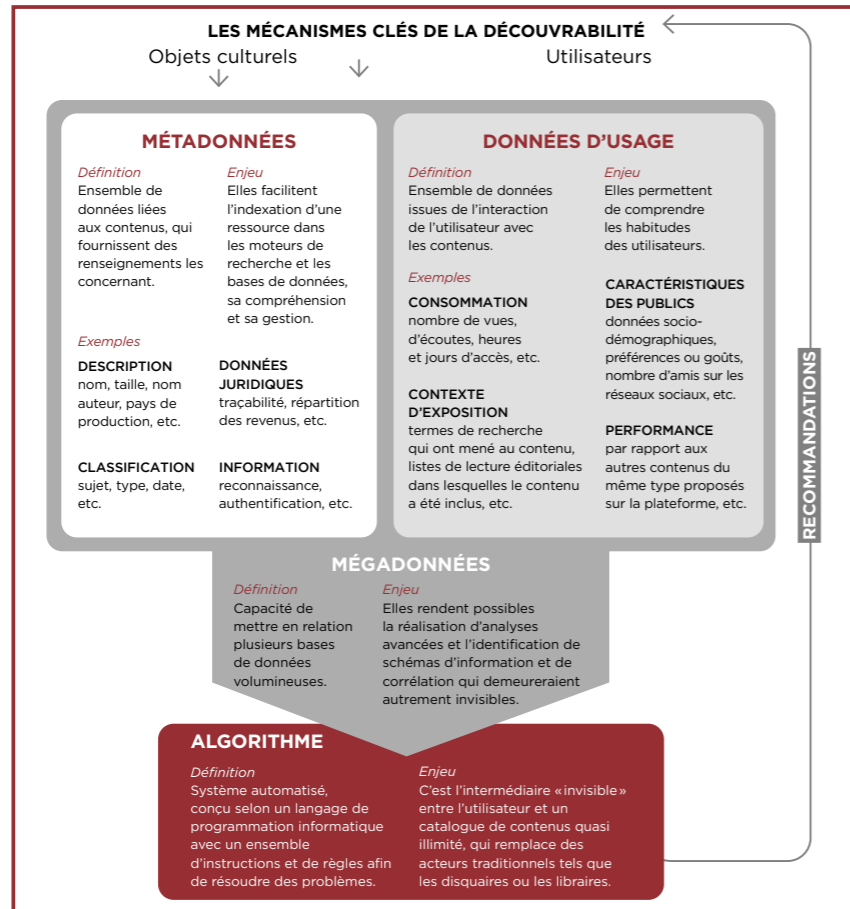 LES MÉCANISMES CLÉS DE LA DÉCOUVRABILITÉ
Objets culturels
Utilisateurs
MÉTADONNÉES
Définition
Ensemble de
données liées
aux contenus, qui
fournissent des
renseignements les
concernant.
Enjeu
Elles facilitent
l'indexation d'une
ressource dans
les moteurs de
recherche et les
bases de données,
sa compréhension
et sa gestion.
Exemples
DESCRIPTION
nom, taille, nom
auteur, pays de
production, etc.
DONNÉES
JURIDIQUES
traçabilité, répartition
des revenus, etc.
CLASSIFICATION
sujet, type, date,
etc.
INFORMATION
reconnaissance,
authentification, etc.
DONNÉES D'USAGE
Définition
Ensemble de données
issues de l'interaction
de l'utilisateur avec
les contenus.
Enjeu
Elles permettent
de comprendre
les habitudes
des utilisateurs.
Exemples
CONSOMMATION
nombre de vues,
d'écoutes, heures
et jours d'accès, etc.
CARACTÉRISTIQUES
DES PUBLICS
données socio-
démographiques,
préférences ou goûts,
nombre d'amis sur les
réseaux sociaux, etc.
CONTEXTE
D'EXPOSITION
termes de recherche
qui ont mené au contenu,
listes de lecture éditoriales
dans lesquelles le contenu
a été inclus, etc.
PERFORMANCE
par rapport aux
autres contenus du
même type proposés
sur la plateforme, etc.
MÉGADONNÉES
Définition
Capacité de
mettre en relation
plusieurs bases
de données
volumineuses.
Enjeu
Elles rendent possibles
la réalisation d'analyses
avancées et l'identification de
schémas d'information et de
corrélation qui demeureraient
autrement invisibles.
ALGORITHME
Définition
Système automatisé,
conçu selon un langage de
programmation informatique
avec un ensemble
d'instructions et de règles afin
de résoudre des problèmes.
Enjeu
C'est l'intermédiaire «invisible»
entre l'utilisateur et un
catalogue de contenus quasi
illimité, qui remplace des
acteurs traditionnels tels que
les disquaires ou les libraires.
RECOMMANDATIONS